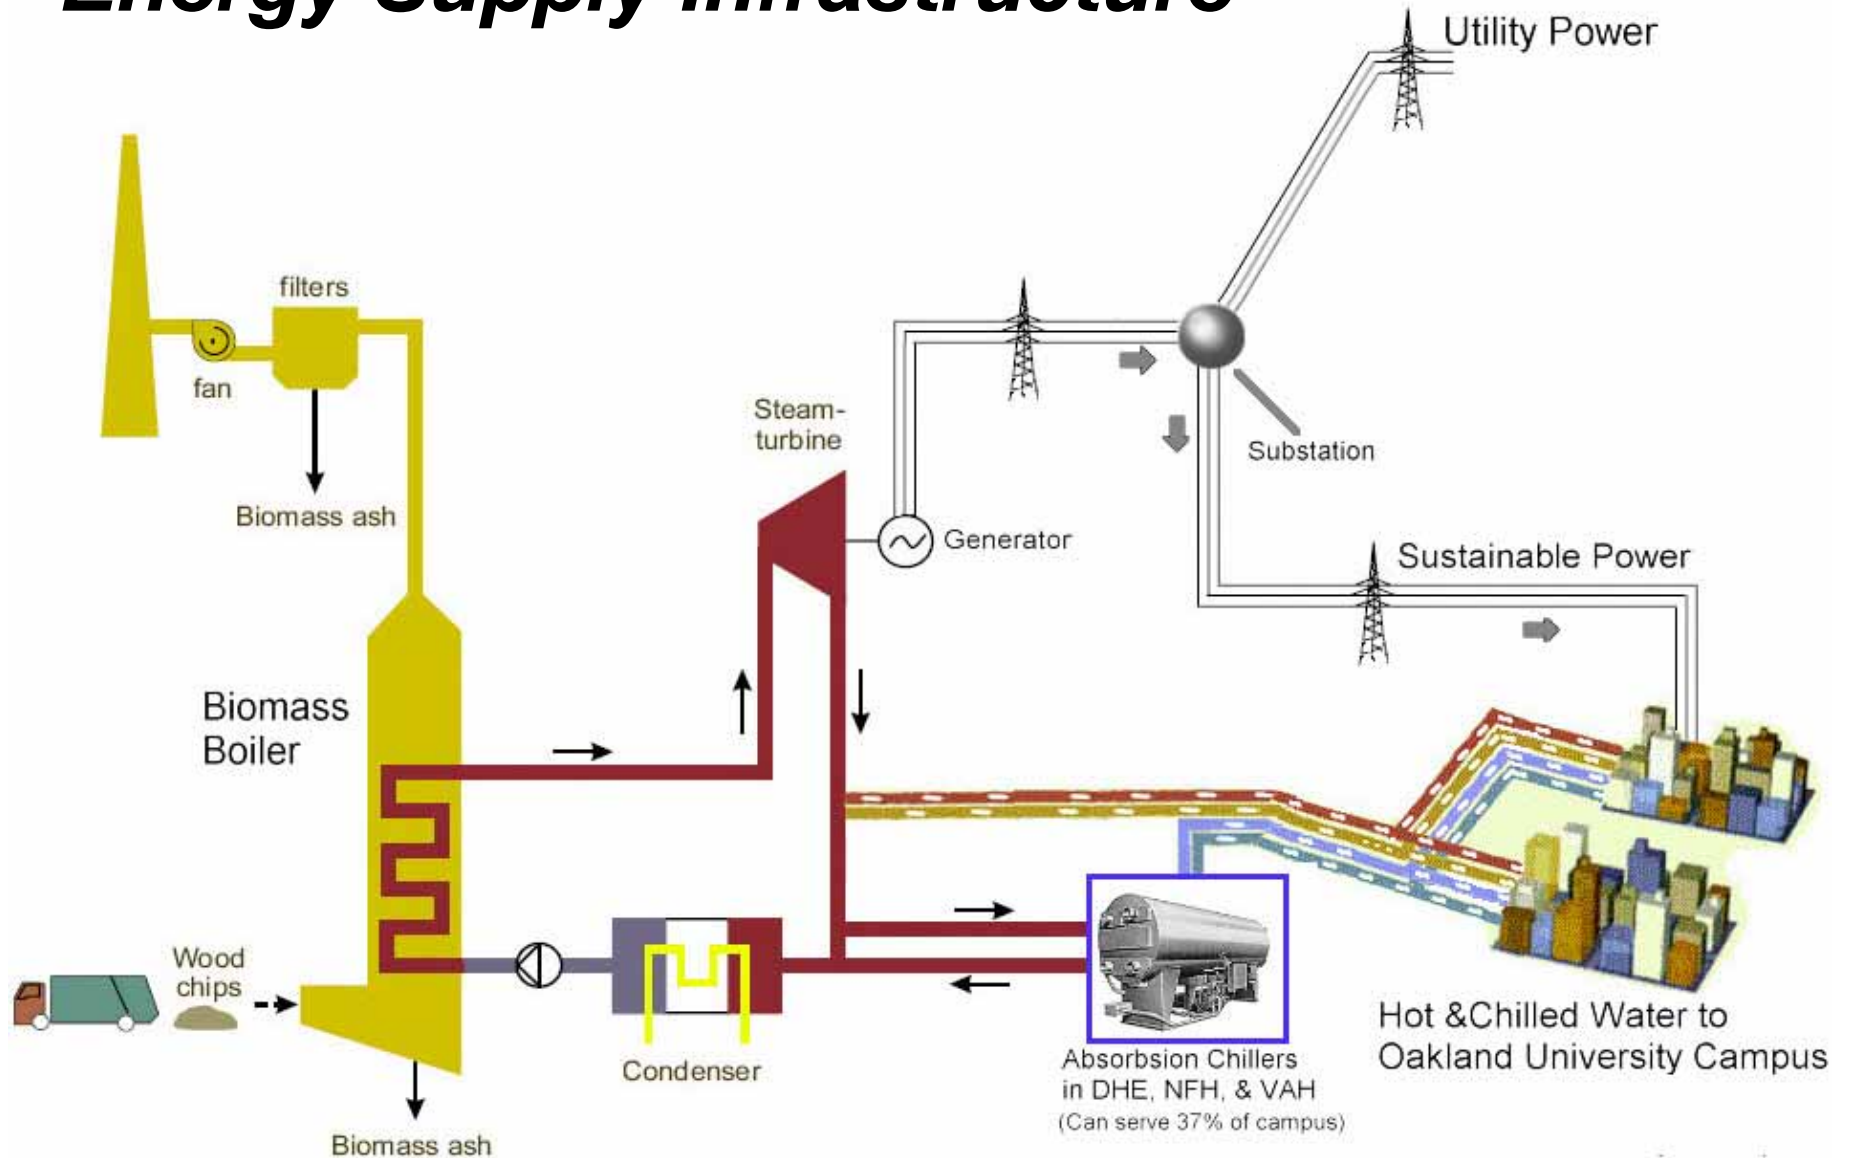 Energy Supply Infrastructure
Utility Power
filters
fan
Biomass ash
Steam-
turbine
Substation
Generator
Sustainable Power
Biomass
Boiler
Wood
chips
Condenser
Absorbsion Chillers
in DHE, NFH, & VAH
(Can serve 37% of campus)
Hot &Chilled Water to
Oakland University Campus
Biomass ash